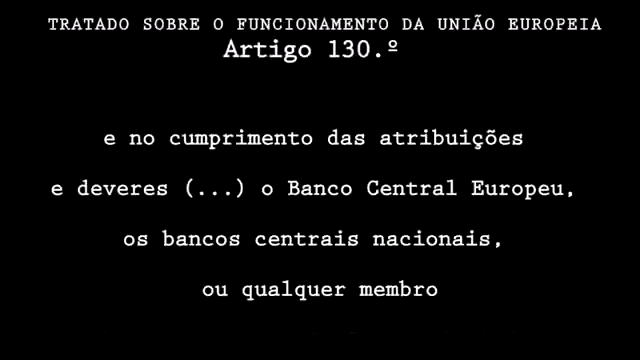 TRATADO SOBRE O FUNCIONAMENTO DA UNIÃO EUROPEIA
Artigo 130.º
e no cumprimento das atribuições
e deveres (...) o Banco Central Europeu,
os bancos centrais nacionais,
ou qualquer membro